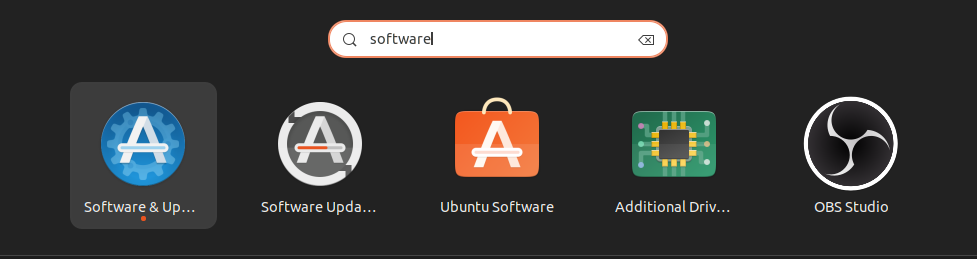 software
Software & Up...
Software Upda...
Ubuntu Software
Additional Driv...
OBS Studio